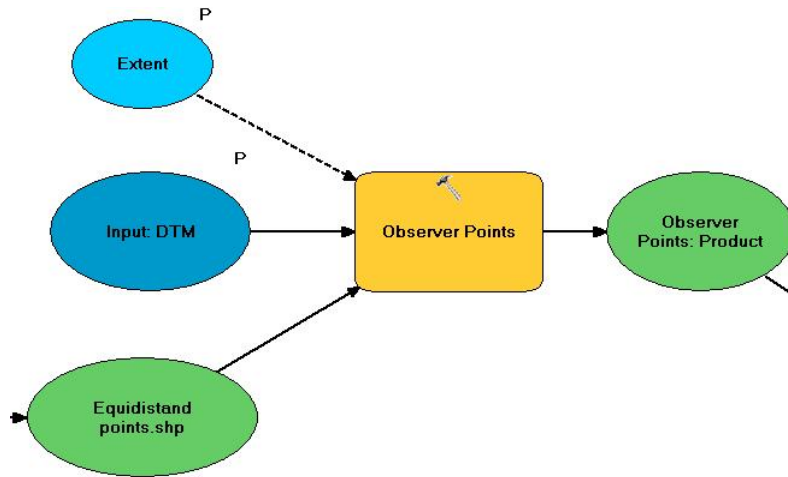 P
Extent
P
Input: DTM
Observer Points
Observer
Points: Product
Equidistand
points.shp